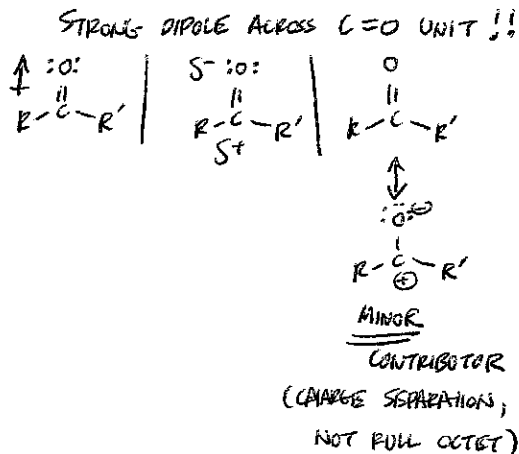 STRONG DIPOLE ACROSS C=O UNIT !!
:O:
||
R-C-R'
δ- :O:
||
R-C-R'
δ+
O
||
R-C-R'
:O:⊖
|
R-C-R'
⊕
MINOR
CONTRIBUTOR
(CHARGE SEPARATION,
NOT FULL OCTET)